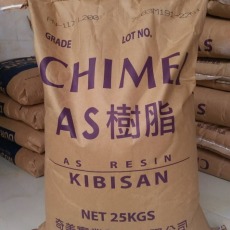 GRADE LOT NO.
CHIMEI
AS樹脂
AS RESIN
KIBISAN
NET 25KGS